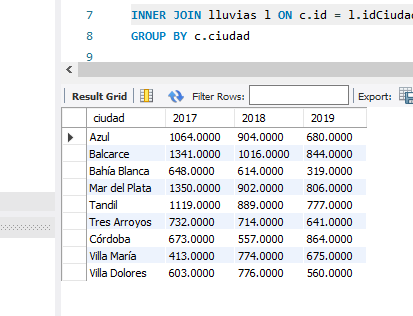 7 INNER JOIN lluvias l ON c.id = l.idCiudad
8 GROUP BY c.ciudad
9
Result Grid Filter Rows: Export:
ciudad 2017 2018 2019
Azul 1064.0000 904.0000 680.0000
Balcarce 1341.0000 1016.0000 844.0000
Bahía Blanca 648.0000 614.0000 319.0000
Mar del Plata 1350.0000 902.0000 806.0000
Tandil 1119.0000 889.0000 777.0000
Tres Arroyos 732.0000 714.0000 641.0000
Córdoba 673.0000 557.0000 864.0000
Villa María 413.0000 774.0000 675.0000
Villa Dolores 603.0000 776.0000 560.0000